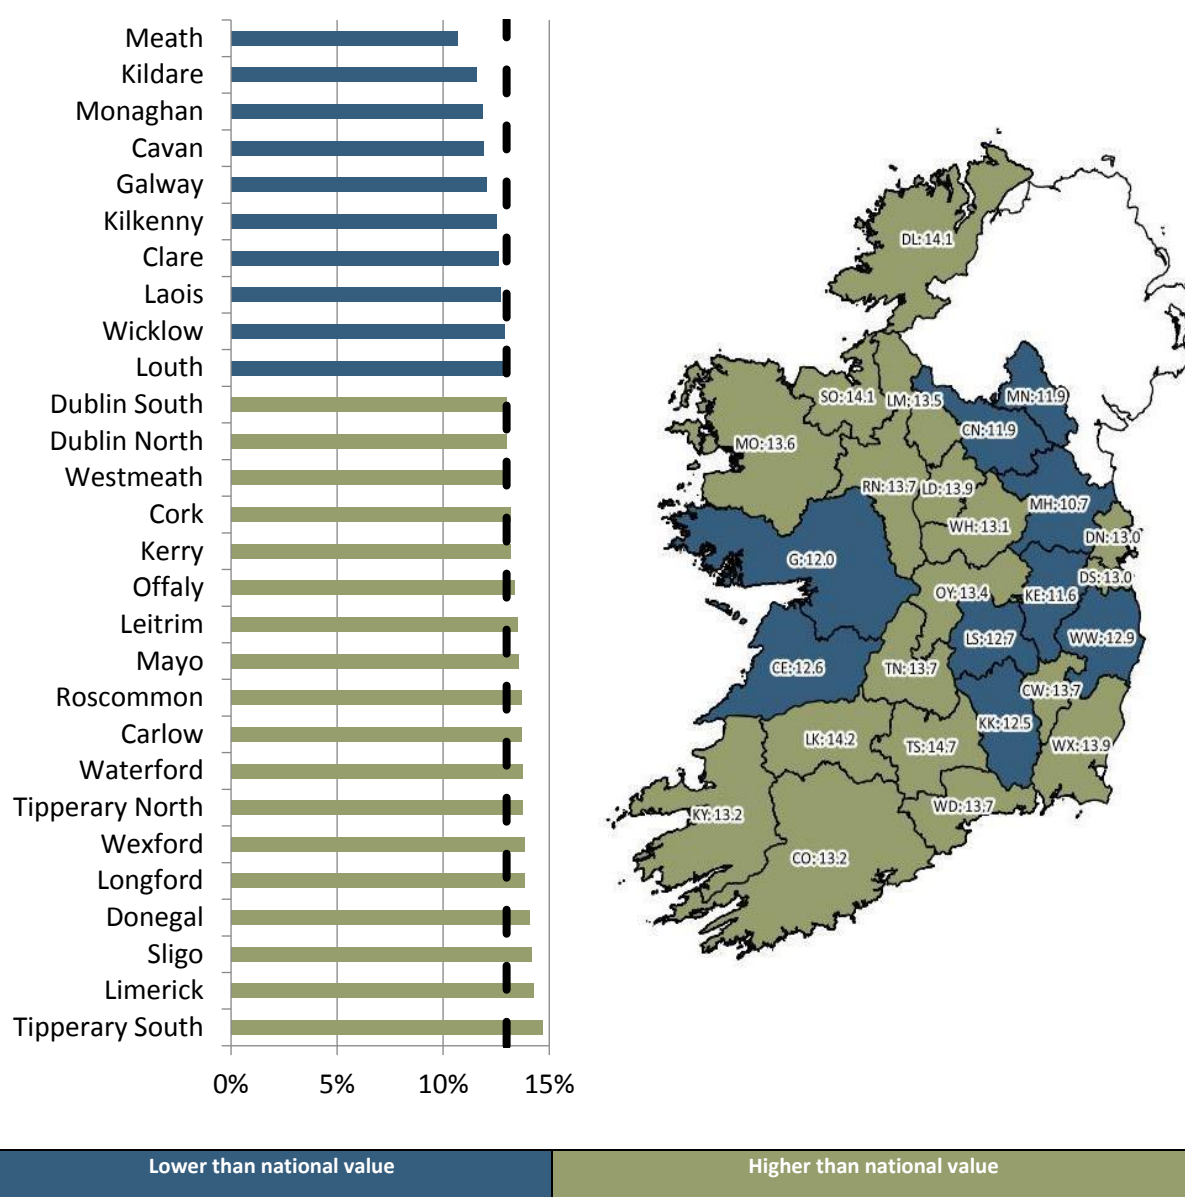 Meath
Kildare
Monaghan
Cavan
Galway
Kilkenny
Clare
Laois
Wicklow
Louth
Dublin South
Dublin North
Westmeath
Cork
Kerry
Offaly
Leitrim
Mayo
Roscommon
Carlow
Waterford
Tipperary North
Wexford
Longford
Donegal
Sligo
Limerick
Tipperary South
0% 5% 10% 15%
DL: 14.1
SO: 14.1
LM: 13.5
MN: 11.9
CN: 11.9
MO: 13.6
RN: 13.7
LD: 13.9
MH: 10.7
WH: 13.1
DN: 13.0
G: 12.0
DS: 13.0
OY: 13.4
KE: 11.6
LS: 12.7
WW: 12.9
CE: 12.6
TN: 13.7
CW: 13.7
KK: 12.5
LK: 14.2
TS: 14.7
WX: 13.9
WD: 13.7
KY: 13.2
CO: 13.2
Lower than national value
Higher than national value